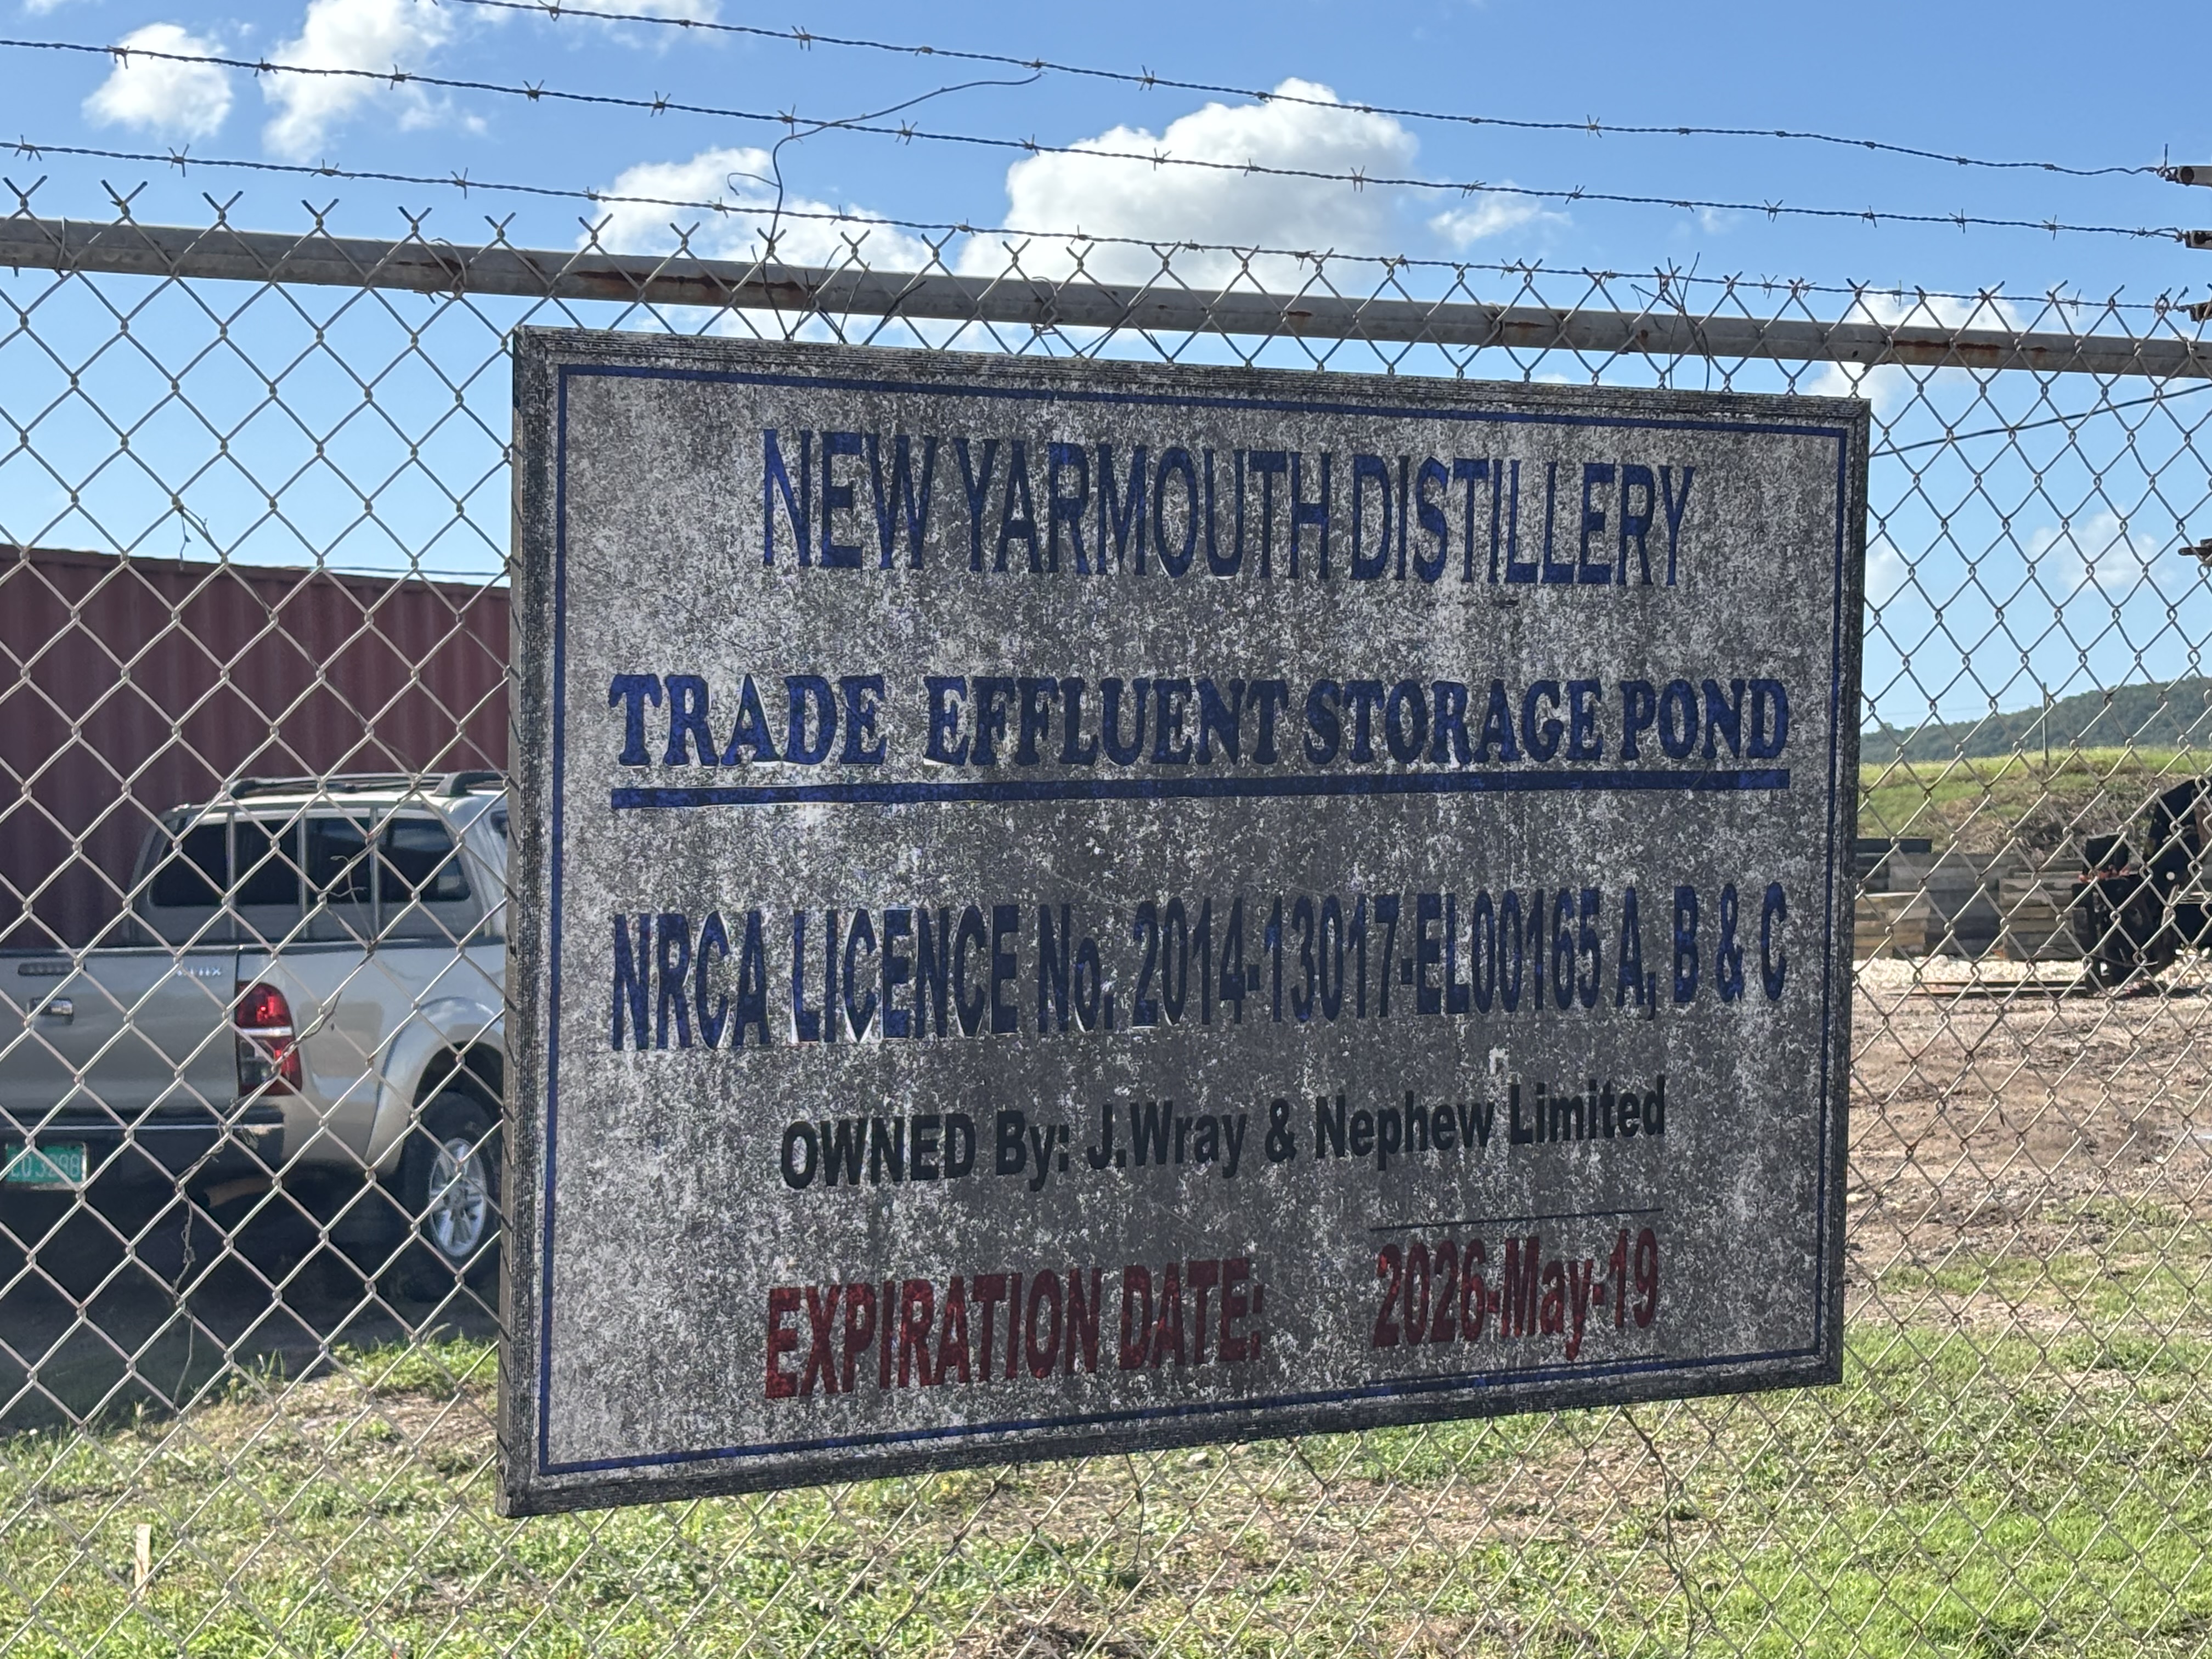 NEW YARMOUTH DISTILLERY
TRADE EFFLUENT STORAGE POND
NRCA LICENCE No. 2014-13017-EL00165 A, B & C
OWNED By: J.Wray & Nephew Limited
EXPIRATION DATE: 2026-May-19